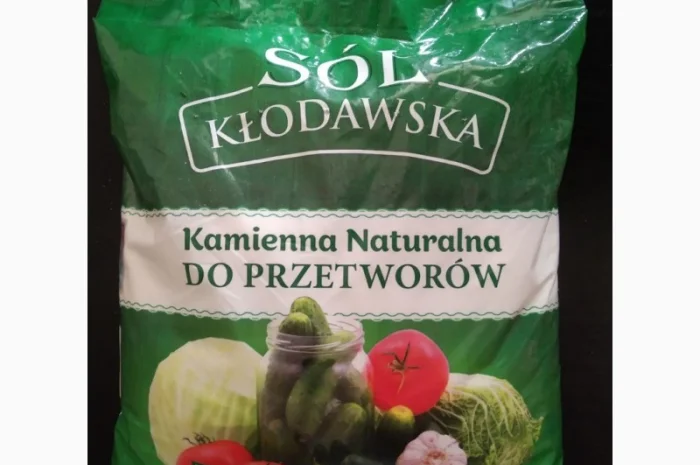 SÓL
KŁODAWSKA
Kamienna Naturalna
DO PRZETWORÓW